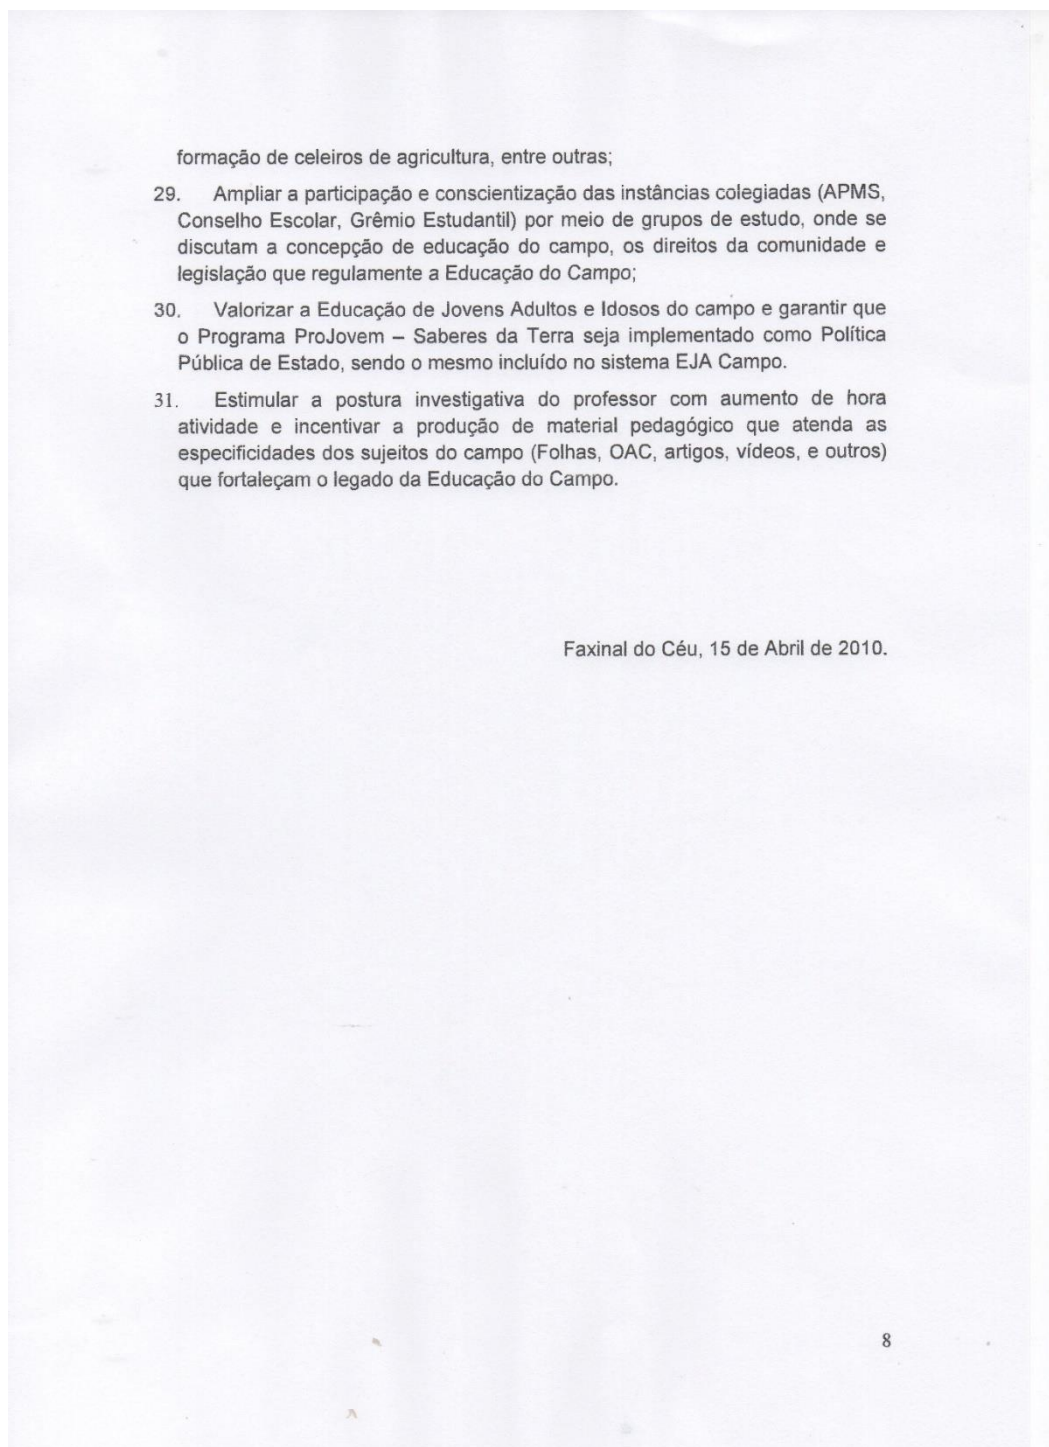 formação de celeiros de agricultura, entre outras;
29. Ampliar a participação e conscientização das instâncias colegiadas (APMS,
Conselho Escolar, Grêmio Estudantil) por meio de grupos de estudo, onde se
discutam a concepção de educação do campo, os direitos da comunidade e
legislação que regulamente a Educação do Campo;
30. Valorizar a Educação de Jovens Adultos e Idosos do campo e garantir que
o Programa ProJovem – Saberes da Terra seja implementado como Política
Pública de Estado, sendo o mesmo incluído no sistema EJA Campo.
31. Estimular a postura investigativa do professor com aumento de hora
atividade e incentivar a produção de material pedagógico que atenda as
especificidades dos sujeitos do campo (Folhas, OAC, artigos, vídeos, e outros)
que fortaleçam o legado da Educação do Campo.
Faxinal do Céu, 15 de Abril de 2010.
8